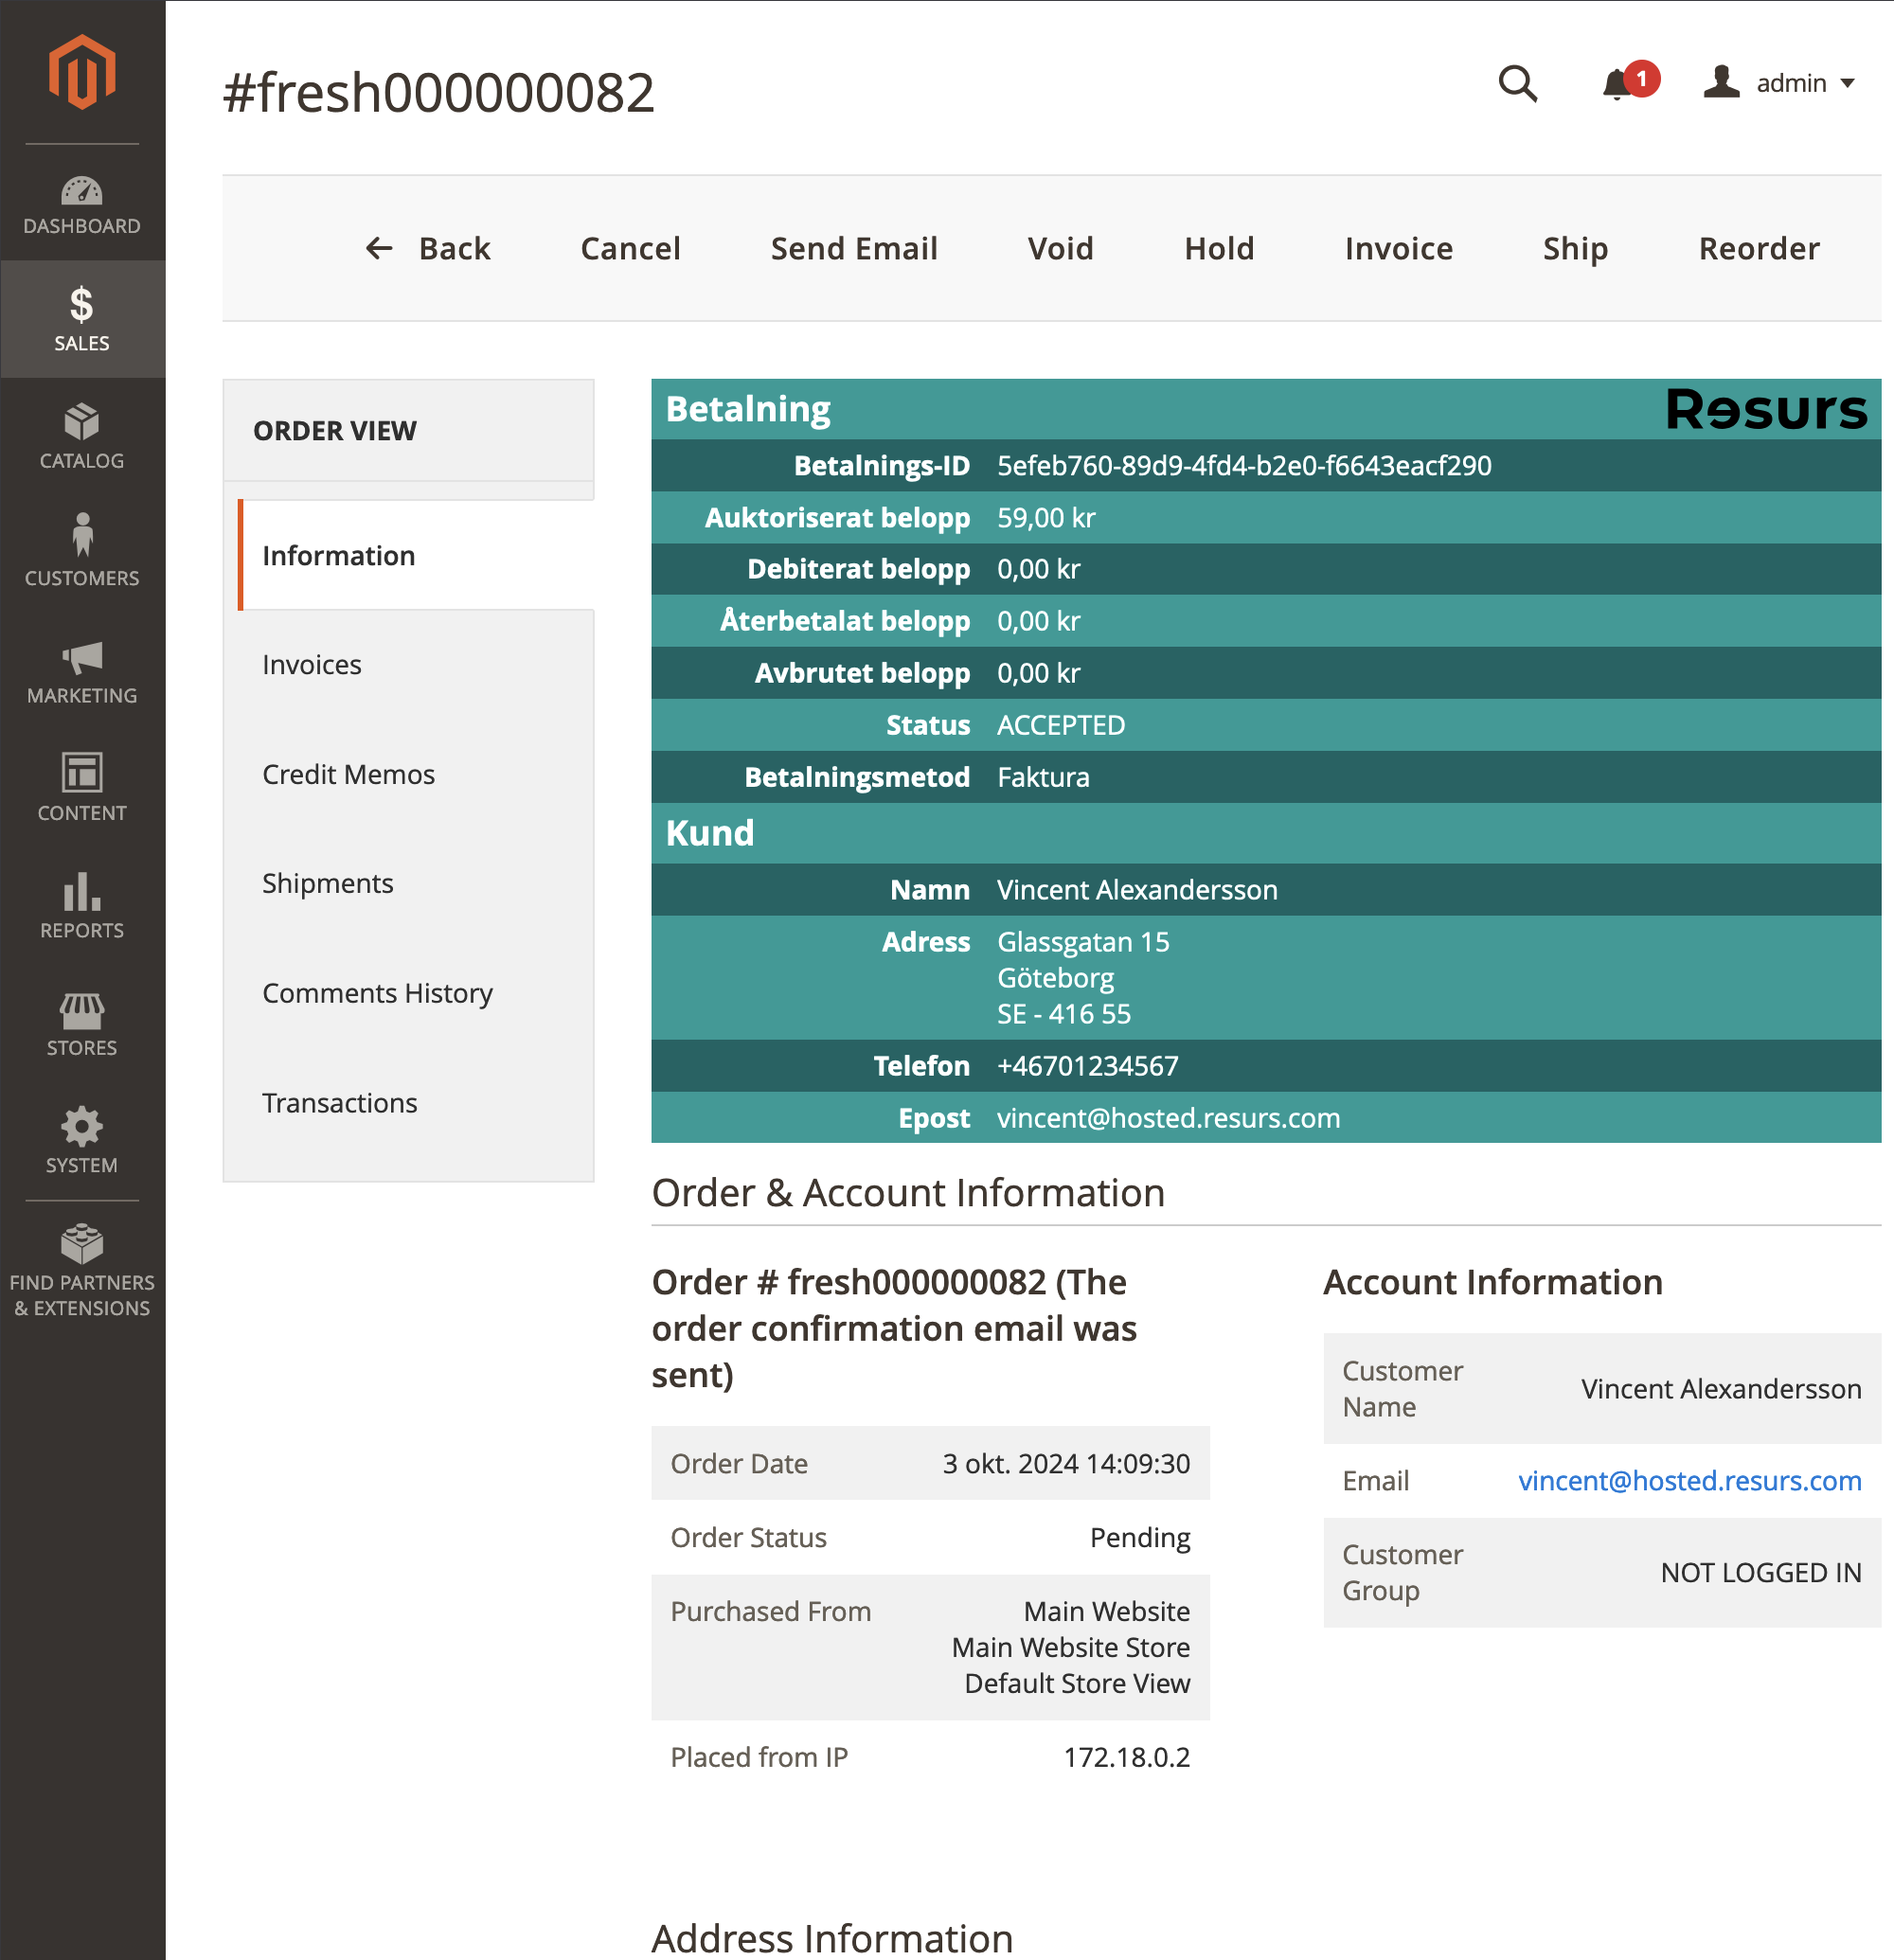 #fresh000000082
1
admin
DASHBOARD
SALES
CATALOG
CUSTOMERS
MARKETING
CONTENT
REPORTS
STORES
SYSTEM
FIND PARTNERS
& EXTENSIONS
Back Cancel Send Email Void Hold Invoice Ship Reorder
ORDER VIEW
Information
Invoices
Credit Memos
Shipments
Comments History
Transactions
Betalning Resurs
Betalnings-ID 5efeb760-89d9-4fd4-b2e0-f6643eacf290
Auktoriserat belopp 59,00 kr
Debiterat belopp 0,00 kr
Återbetalat belopp 0,00 kr
Avbrutet belopp 0,00 kr
Status ACCEPTED
Betalningsmetod Faktura
Kund
Namn Vincent Alexandersson
Adress Glassgatan 15
Göteborg
SE - 416 55
Telefon +46701234567
Epost vincent@hosted.resurs.com
Order & Account Information
Order # fresh000000082 (The
order confirmation email was
sent)
Order Date 3 okt. 2024 14:09:30
Order Status Pending
Purchased From Main Website
Main Website Store
Default Store View
Placed from IP 172.18.0.2
Account Information
Customer
Name Vincent Alexandersson
Email vincent@hosted.resurs.com
Customer
Group NOT LOGGED IN
Address Information